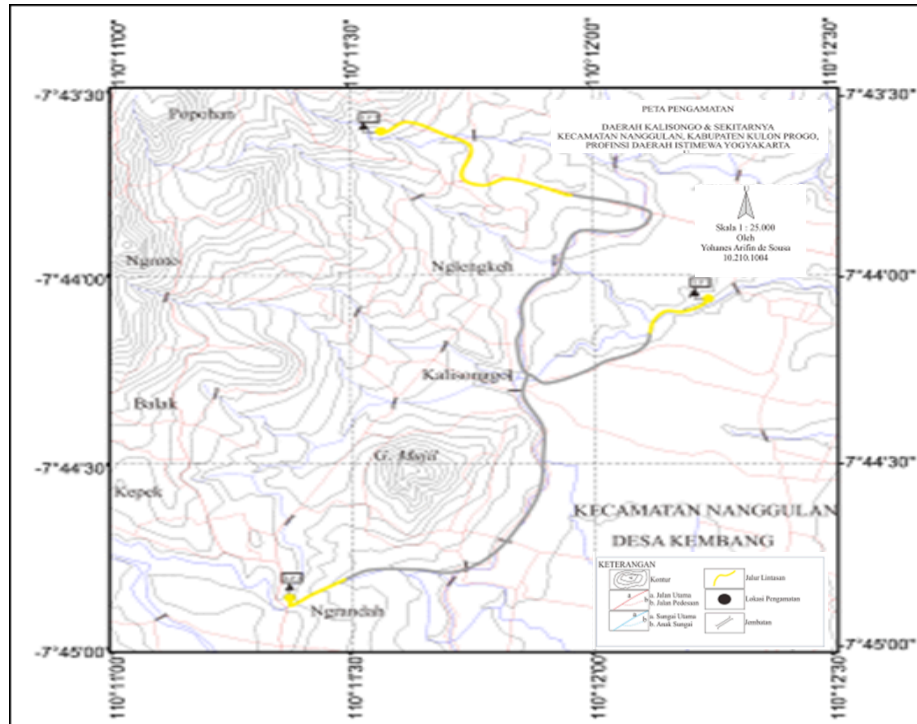 110°11'00"
110°11'30"
110°12'00"
110°12'30"
-7°43'30"
-7°43'30"
Popohan
PETA PENGAMATAN
DAERAH KALISONGO & SEKITARNYA
KECAMATAN NANGGULAN, KABUPATEN KULON PROGO,
PROFINSI DAERAH ISTIMEWA YOGYAKARTA
U
Skala 1 : 25.000
Oleh
Yohanes Arifin de Sousa
10.210.1004
Nglengkeh
-7°44'00"
-7°44'00"
Kalisonggol
Balak
G. Mujil
-7°44'30"
-7°44'30"
Kepek
KECAMATAN NANGGULAN
DESA KEMBANG
Ngrandah
KETERANGAN
Kontur
Jalur Lintasan
a
b
a. Jalan Utama
b. Jalan Pedesaan
Lokasi Pengamatan
a
b
a. Sungai Utama
b. Anak Sungai
Jembatan
-7°45'00"
-7°45'00"
110°11'00"
110°11'30"
110°12'00"
110°12'30"